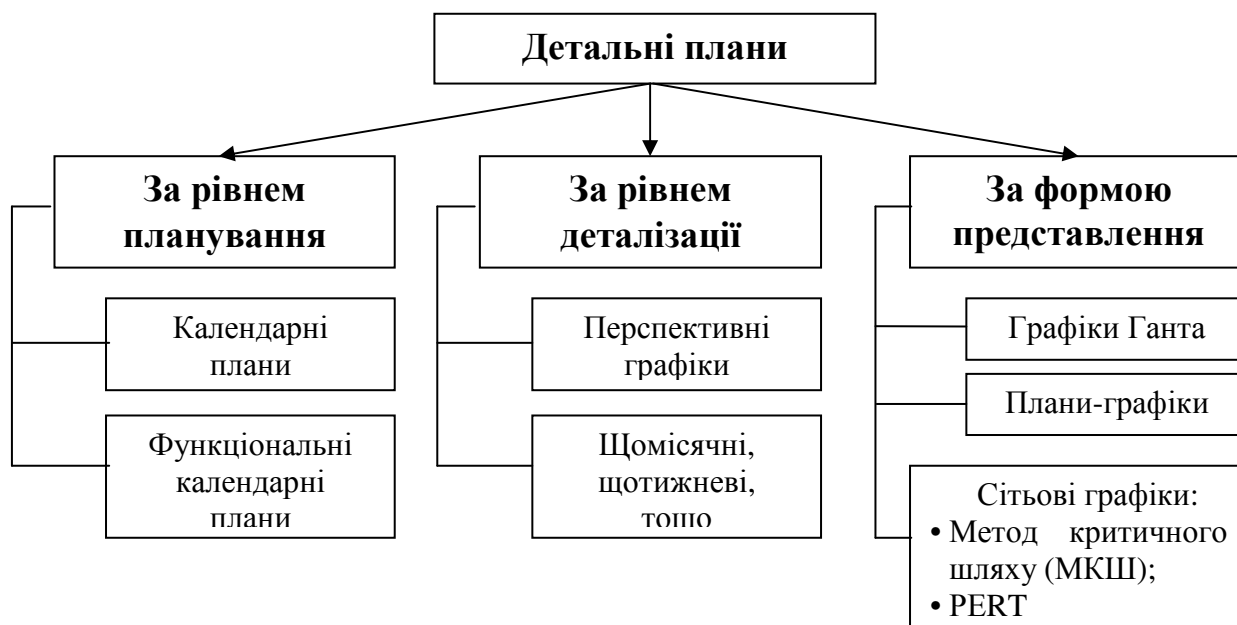 Детальні плани
За рівнем
планування
Календарні
плани
Функціональні
календарні
плани
За рівнем
деталізації
Перспективні
графіки
Щомісячні,
щотижневі,
тощо
За формою
представлення
Графіки Ганта
Плани-графіки
Сітьові графіки:
• Метод критичного
шляху (МКШ);
• PERT